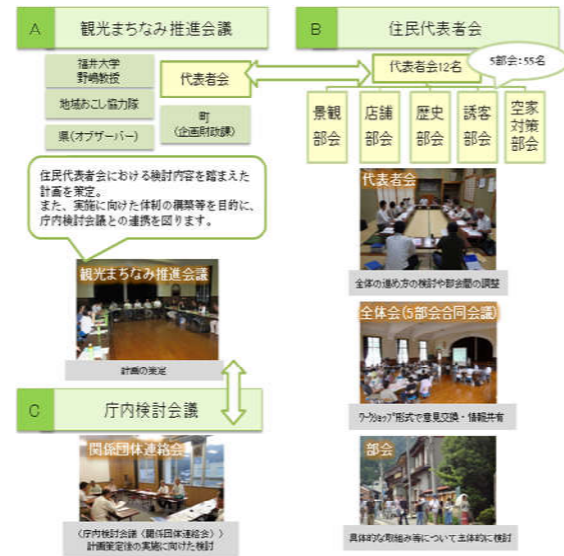 A 観光まちなみ推進会議
福井大学
野嶋教授
地域おこし協力隊
県(オブザーバー)
代表者会
町
(企画財政課)
住民代表者会における検討内容を踏まえた
計画を策定。
また、実施に向けた体制の構築等を目的に、
庁内検討会議との連携を図ります。
観光まちなみ推進会議
計画の策定
C 庁内検討会議
関係団体連絡会
(庁内検討会議(関係団体連絡会))
計画策定後の実施に向けた検討
B 住民代表者会
代表者会12名
5部会:55名
景観
部会
店舗
部会
歴史
部会
誘客
部会
空家
対策
部会
代表者会
全体の進め方の検討や部会間の調整
全体会(5部会合同会議)
ワークショップ形式で意見交換・情報共有
部会
具体的な取組み等について主体的に検討